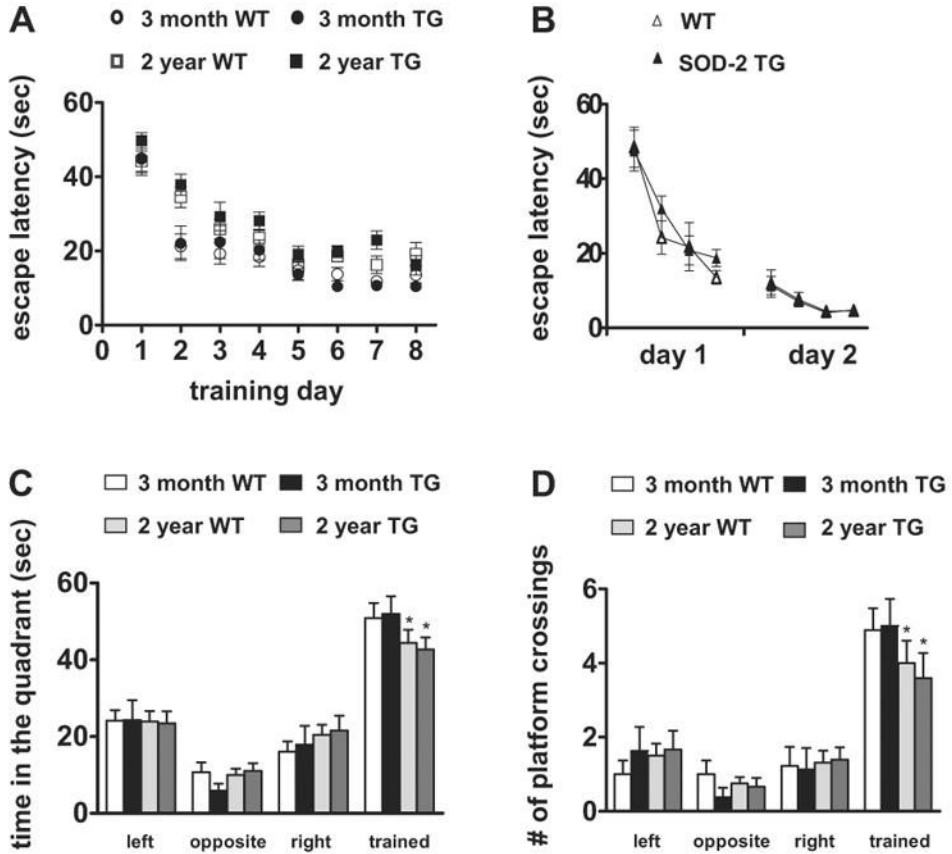 A
3 month WT
3 month TG
2 year WT
2 year TG
escape latency (sec)
60
40
20
0
0 1 2 3 4 5 6 7 8
training day
B
WT
SOD-2 TG
escape latency (sec)
60
40
20
0
day 1 day 2
C
3 month WT
3 month TG
2 year WT
2 year TG
time in the quadrant (sec)
60
40
20
0
left opposite right trained
* *
D
3 month WT
3 month TG
2 year WT
2 year TG
# of platform crossings
6
4
2
0
left opposite right trained
* *